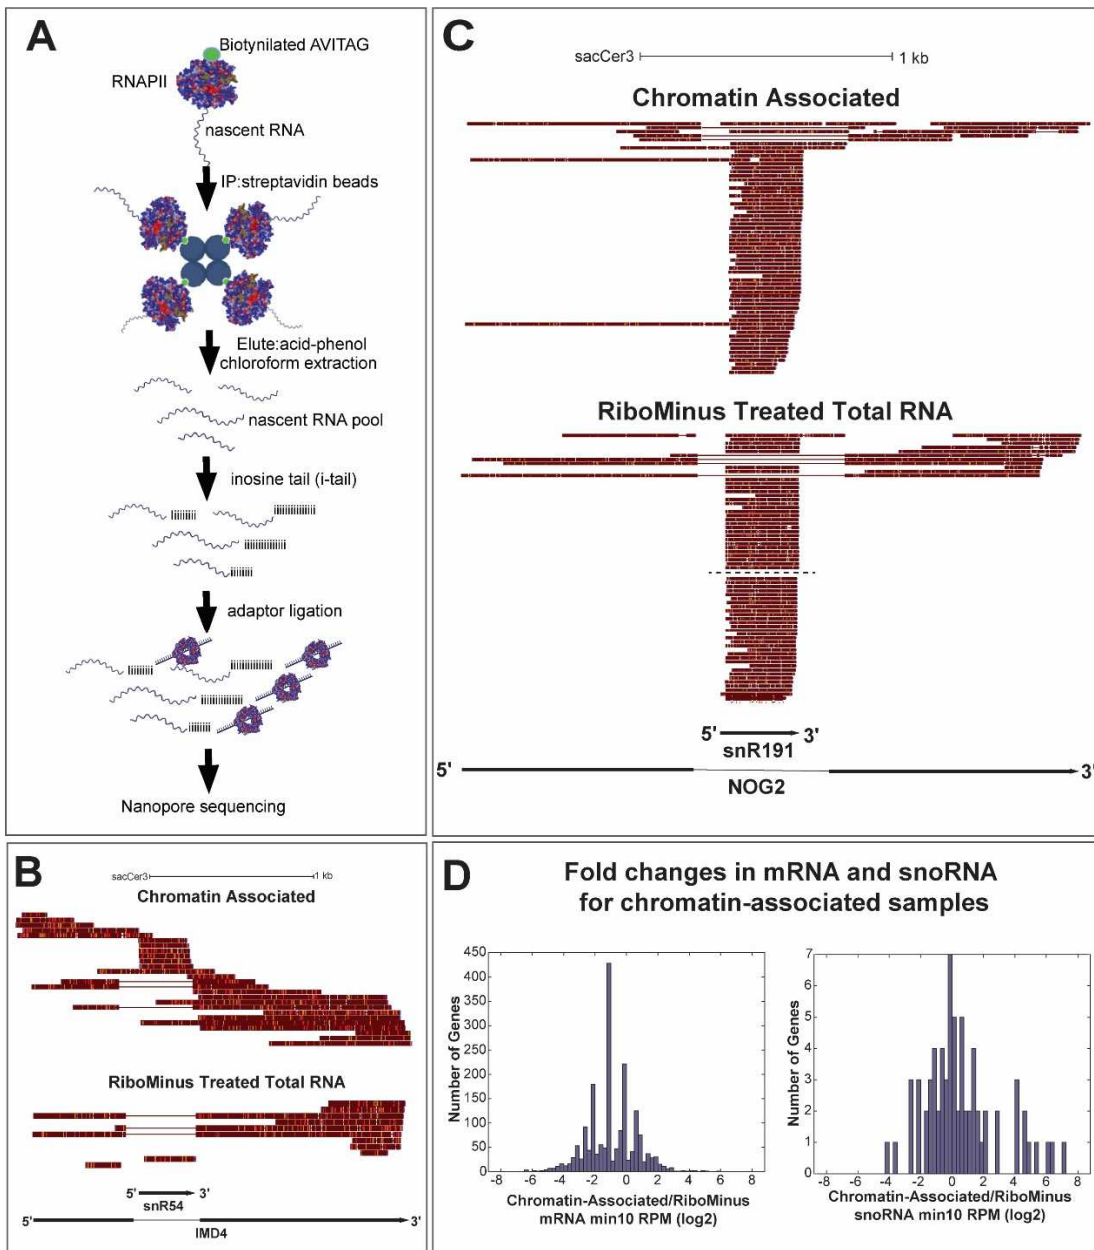 A
Biotynilated AVITAG
RNAPII
nascent RNA
IP:streptavidin beads
Elute:acid-phenol
chloroform extraction
nascent RNA pool
inosine tail (i-tail)
iiiiiiii
iiiiiiiiiiiii
iiiiiiiiiiiii
iiiiiii
adaptor ligation
Nanopore sequencing
B
sacCer3
1 kb
Chromatin Associated
RiboMinus Treated Total RNA
5'
3'
snR54
5'
3'
IMD4
C
sacCer3
1 kb
Chromatin Associated
RiboMinus Treated Total RNA
5'
3'
snR191
5'
3'
NOG2
D
Fold changes in mRNA and snoRNA
for chromatin-associated samples
Number of Genes
450
400
350
300
250
200
150
100
50
0
-8 -6 -4 -2 0 2 4 6 8
Chromatin-Associated/RiboMinus
mRNA min10 RPM (log2)
Number of Genes
7
6
5
4
3
2
1
0
-8 -6 -4 -2 0 2 4 6 8
Chromatin-Associated/RiboMinus
snoRNA min10 RPM (log2)